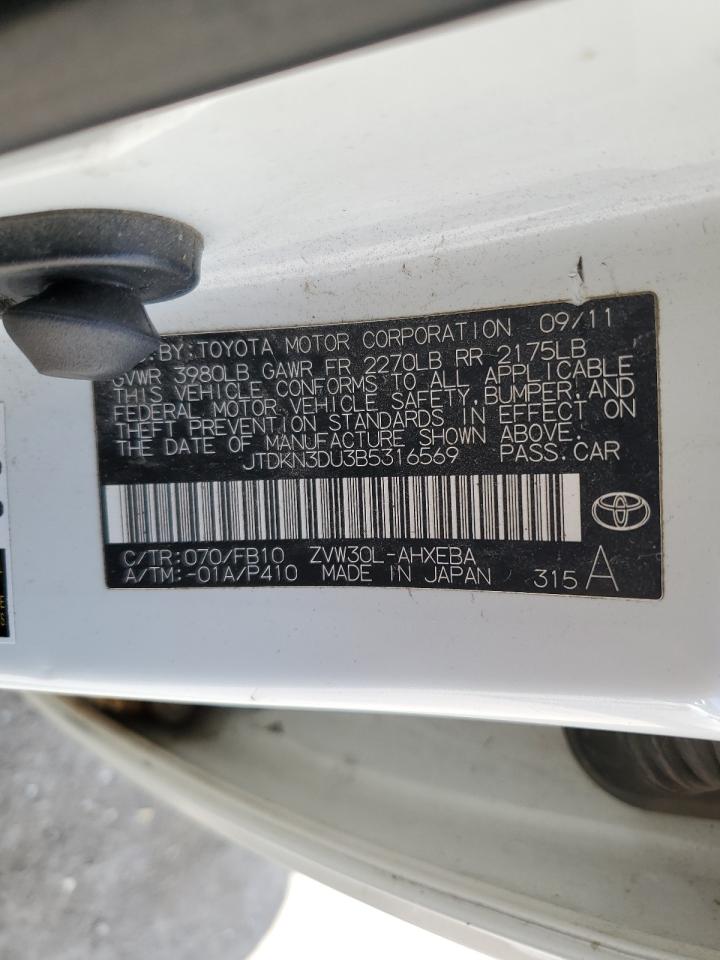 BY: TOYOTA MOTOR CORPORATION 09/11
GVWR 3980LB GAWR FR 2270LB RR 2175LB
THIS VEHICLE CONFORMS TO ALL APPLICABLE
FEDERAL MOTOR VEHICLE SAFETY, BUMPER, AND
THEFT PREVENTION STANDARDS IN EFFECT ON
THE DATE OF MANUFACTURE SHOWN ABOVE.
JTDKN3DU3B5316569 PASS.CAR
C/TR:070/FB10 ZVW30L-AHXEBA
A/TM:-01A/P410 MADE IN JAPAN 315 A